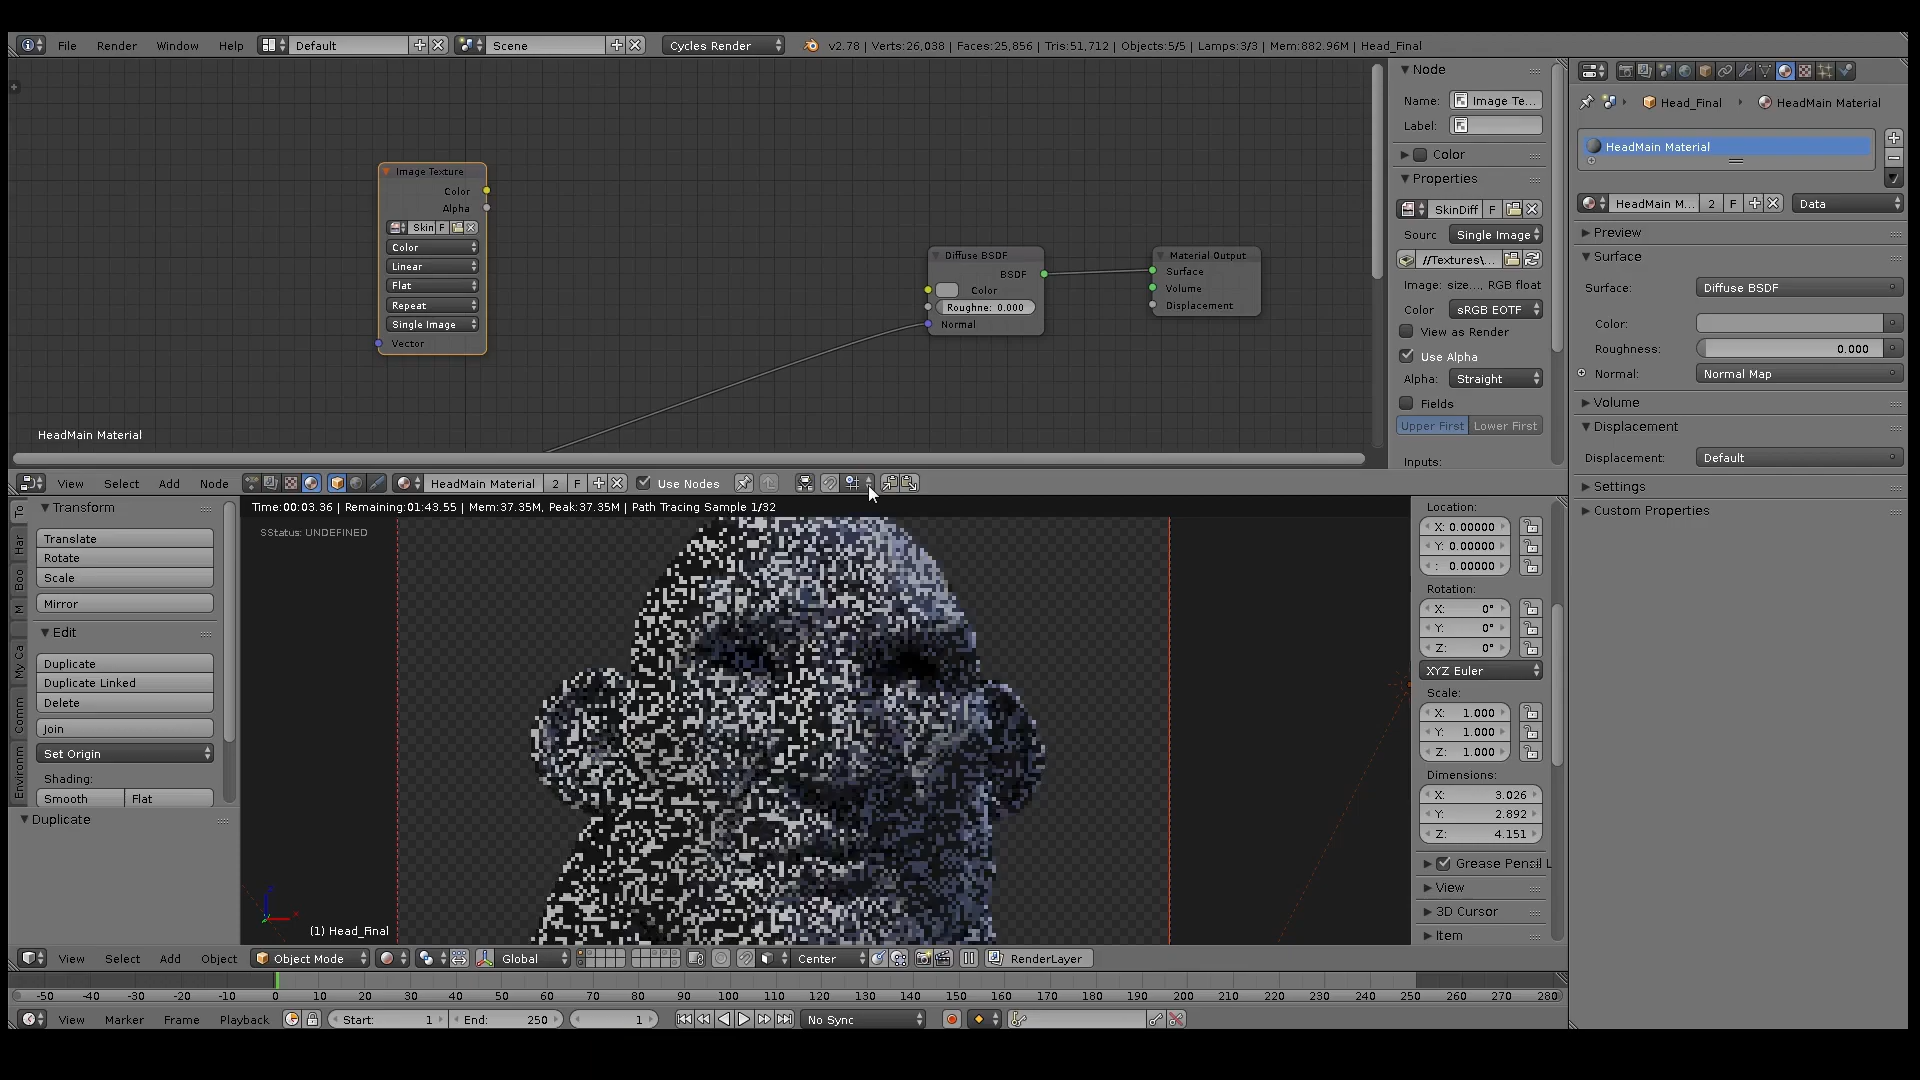 File Render Window Help Default Scene Cycles Render v2.78 | Verts:26,038 | Faces:25,856 | Tris:51,712 | Objects:5/5 | Lamps:3/3 | Mem:882.96M | Head_Final
Image Texture
Color
Alpha
Skin F
Color
Linear
Flat
Repeat
Single Image
Vector
Diffuse BSDF
BSDF
Color
Roughne: 0.000
Normal
Material Output
Surface
Volume
Displacement
HeadMain Material
Node
Name: Image Te...
Label:
Color
Properties
SkinDiff F
Sourc Single Image
//Textures\...
Image: size..., RGB float
Color sRGB EOTF
View as Render
Use Alpha
Alpha: Straight
Fields
Upper First Lower First
Inputs:
Head_Final HeadMain Material
HeadMain Material
HeadMain M... 2 F Data
Preview
Surface
Surface: Diffuse BSDF
Color:
Roughness: 0.000
Normal: Normal Map
Volume
Displacement
Displacement: Default
Settings
Custom Properties
View Select Add Node HeadMain Material 2 F Use Nodes
To
Har
Boo
M
My Ca
Comm
Environm
Transform
Translate
Rotate
Scale
Mirror
Edit
Duplicate
Duplicate Linked
Delete
Join
Set Origin
Shading:
Smooth Flat
Duplicate
Time:00:03.36 | Remaining:01:43.55 | Mem:37.35M, Peak:37.35M | Path Tracing Sample 1/32
SStatus: UNDEFINED
(1) Head_Final
Location:
X: 0.00000
Y: 0.00000
: 0.00000
Rotation:
X: 0°
Y: 0°
Z: 0°
XYZ Euler
Scale:
X: 1.000
Y: 1.000
Z: 1.000
Dimensions:
X: 3.026
Y: 2.892
Z: 4.151
Grease Pencil L
View
3D Cursor
Item
View Select Add Object Object Mode Global Center RenderLayer
-50 -40 -30 -20 -10 0 10 20 30 40 50 60 70 80 90 100 110 120 130 140 150 160 170 180 190 200 210 220 230 240 250 260 270 280
View Marker Frame Playback Start: 1 End: 250 1 No Sync